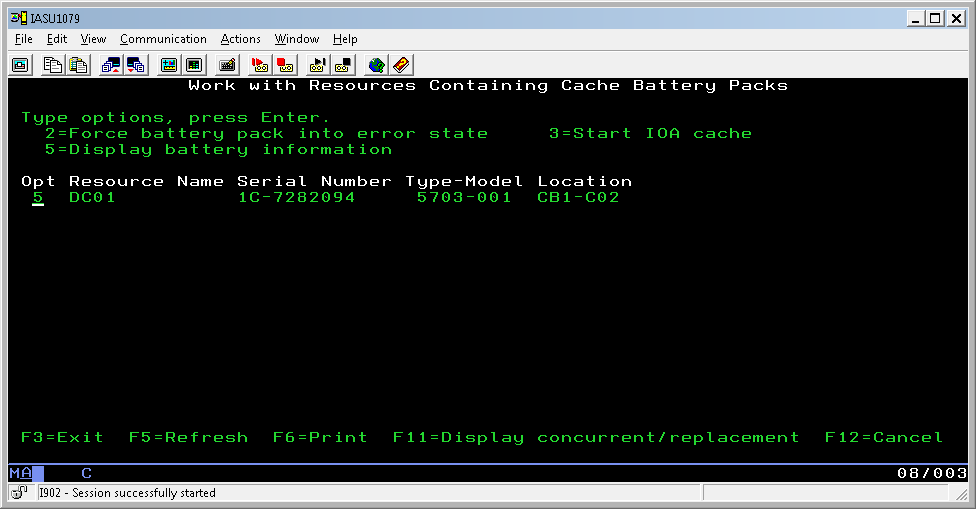 IASU1079
File Edit View Communication Actions Window Help
Work with Resources Containing Cache Battery Packs
Type options, press Enter.
2=Force battery pack into error state 3=Start IOA cache
5=Display battery information
Opt Resource Name Serial Number Type-Model Location
5 DC01 1C-7282094 5703-001 CB1-C02
F3=Exit F5=Refresh F6=Print F11=Display concurrent/replacement F12=Cancel
MA C 08/003
I902 - Session successfully started